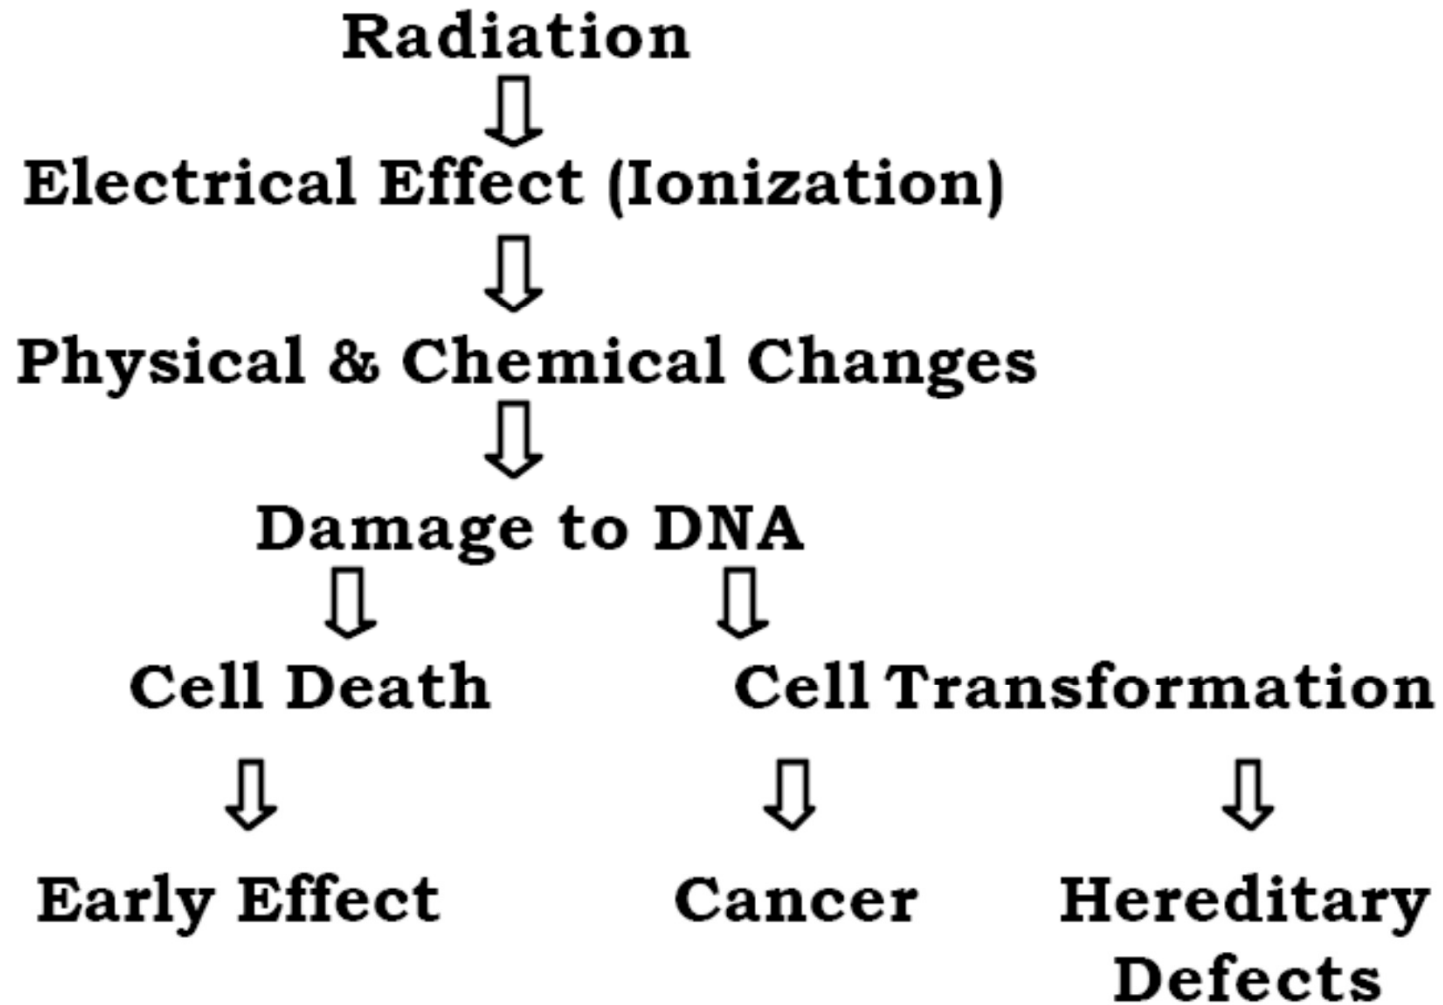 Radiation
Electrical Effect (Ionization)
Physical & Chemical Changes
Damage to DNA
Cell Death
Cell Transformation
Early Effect
Cancer
Hereditary
Defects